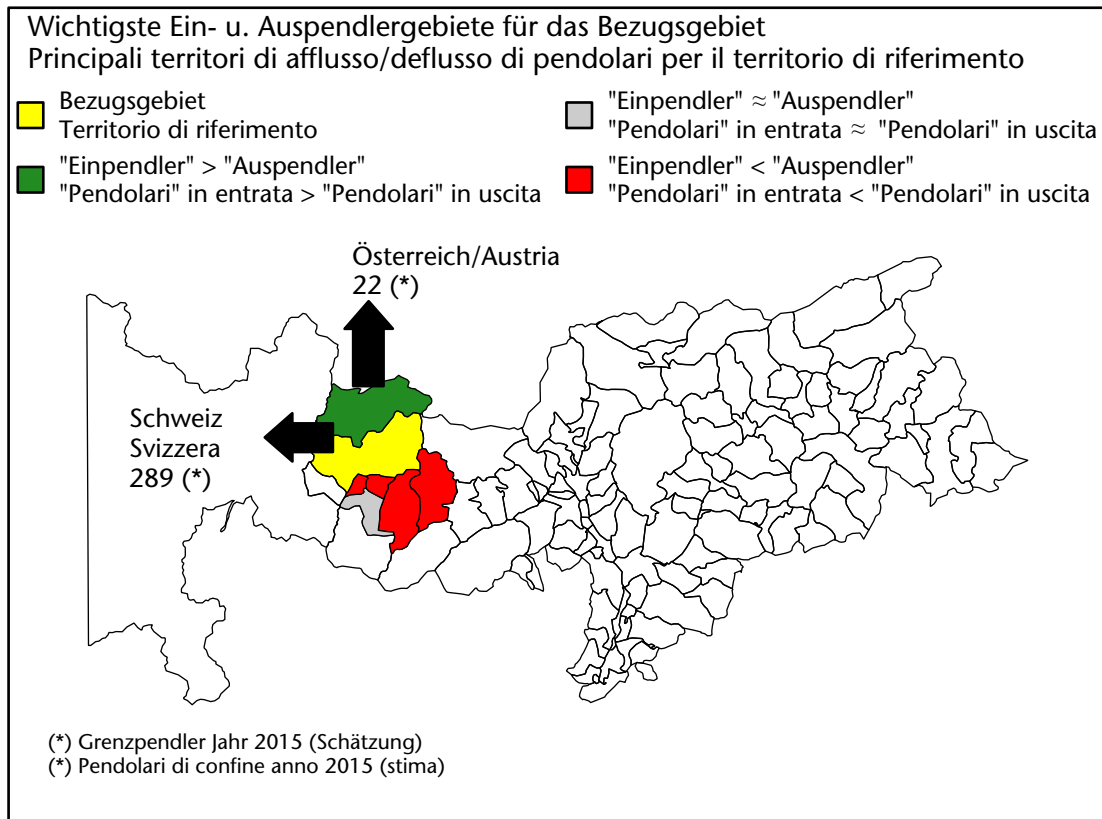 Wichtigste Ein- u. Auspendlergebiete für das Bezugsgebiet
Principali territori di afflusso/deflusso di pendolari per il territorio di riferimento
Bezugsgebiet
Territorio di riferimento
"Einpendler" > "Auspendler"
"Pendolari" in entrata > "Pendolari" in uscita
"Einpendler" ≈ "Auspendler"
"Pendolari" in entrata ≈ "Pendolari" in uscita
"Einpendler" < "Auspendler"
"Pendolari" in entrata < "Pendolari" in uscita
Österreich/Austria
22 (*)
Schweiz
Svizzera
289 (*)
(*) Grenzpendler Jahr 2015 (Schätzung)
(*) Pendolari di confine anno 2015 (stima)